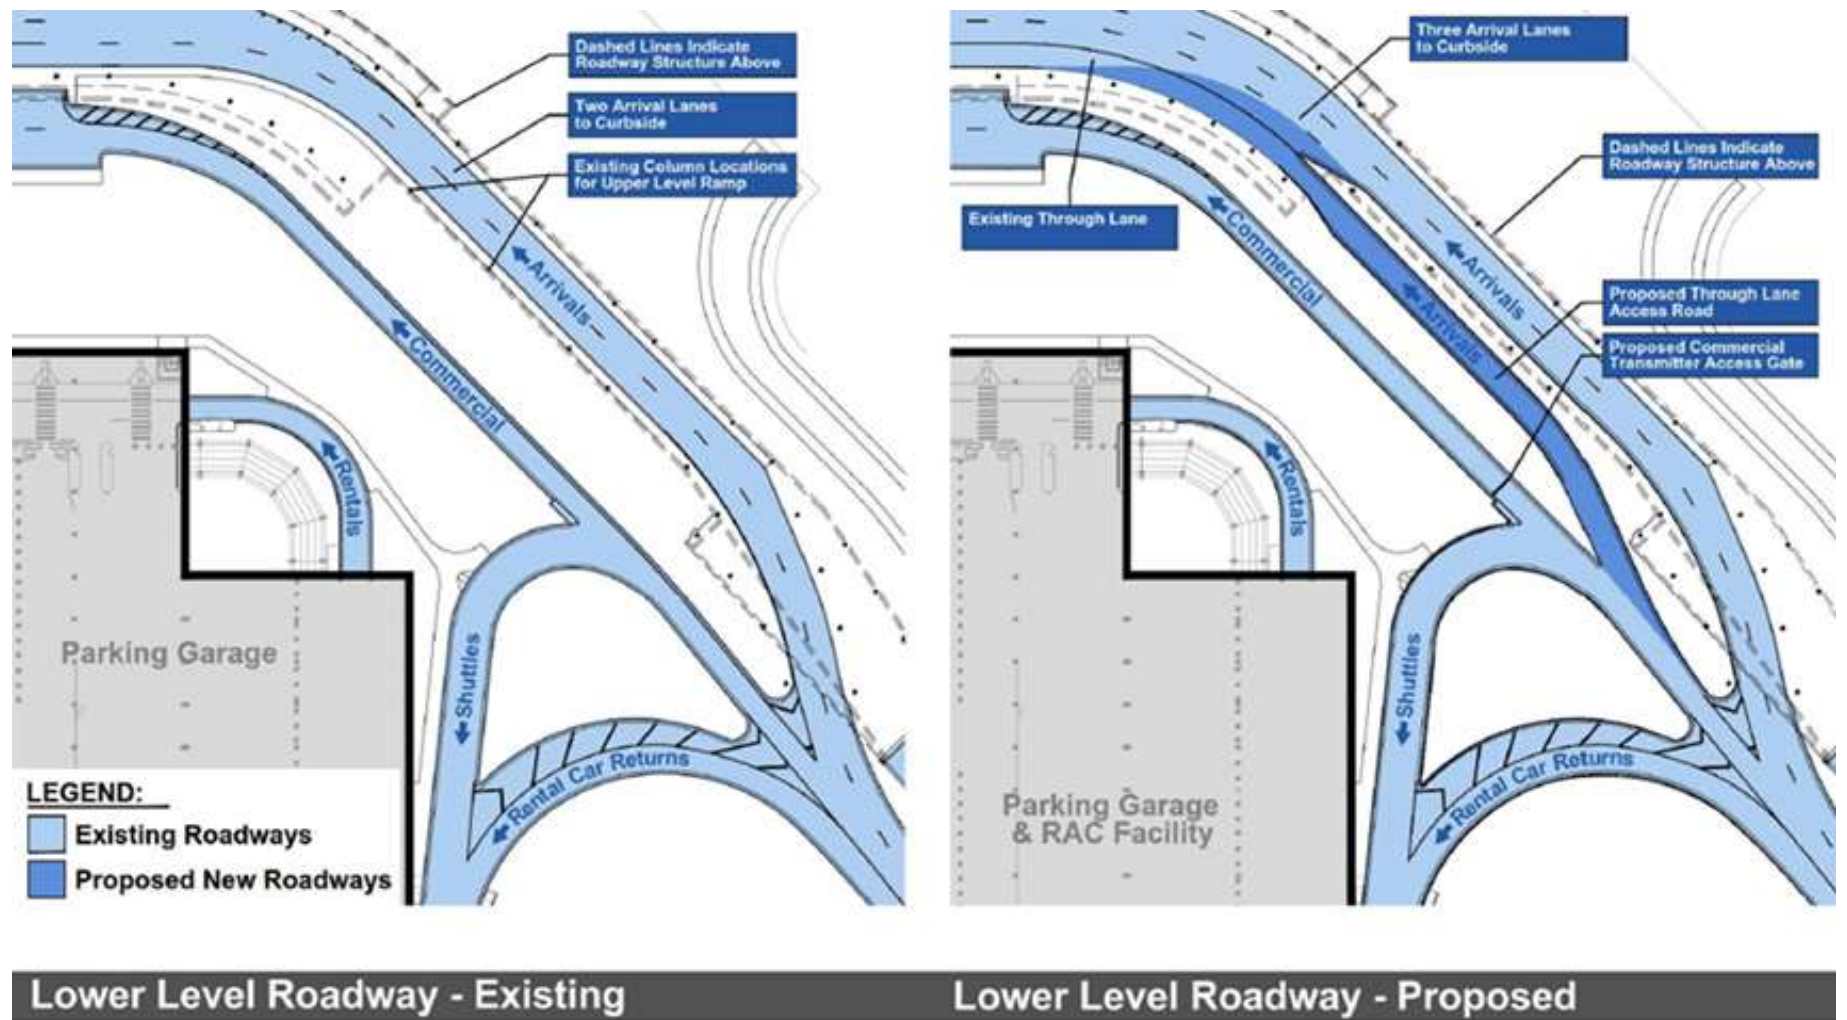 Dashed Lines Indicate
Roadway Structure Above
Two Arrival Lanes
to Curbside
Existing Column Locations
for Upper Level Ramp
Arrivals
Commercial
Rentals
Parking Garage
Shuttles
Rental Car Returns
LEGEND:
Existing Roadways
Proposed New Roadways
Lower Level Roadway - Existing
Three Arrival Lanes
to Curbside
Dashed Lines Indicate
Roadway Structure Above
Existing Through Lane
Commercial
Arrivals
Arrivals
Proposed Through Lane
Access Road
Proposed Commercial
Transmitter Access Gate
Rentals
Shuttles
Rental Car Returns
Parking Garage
& RAC Facility
Lower Level Roadway - Proposed